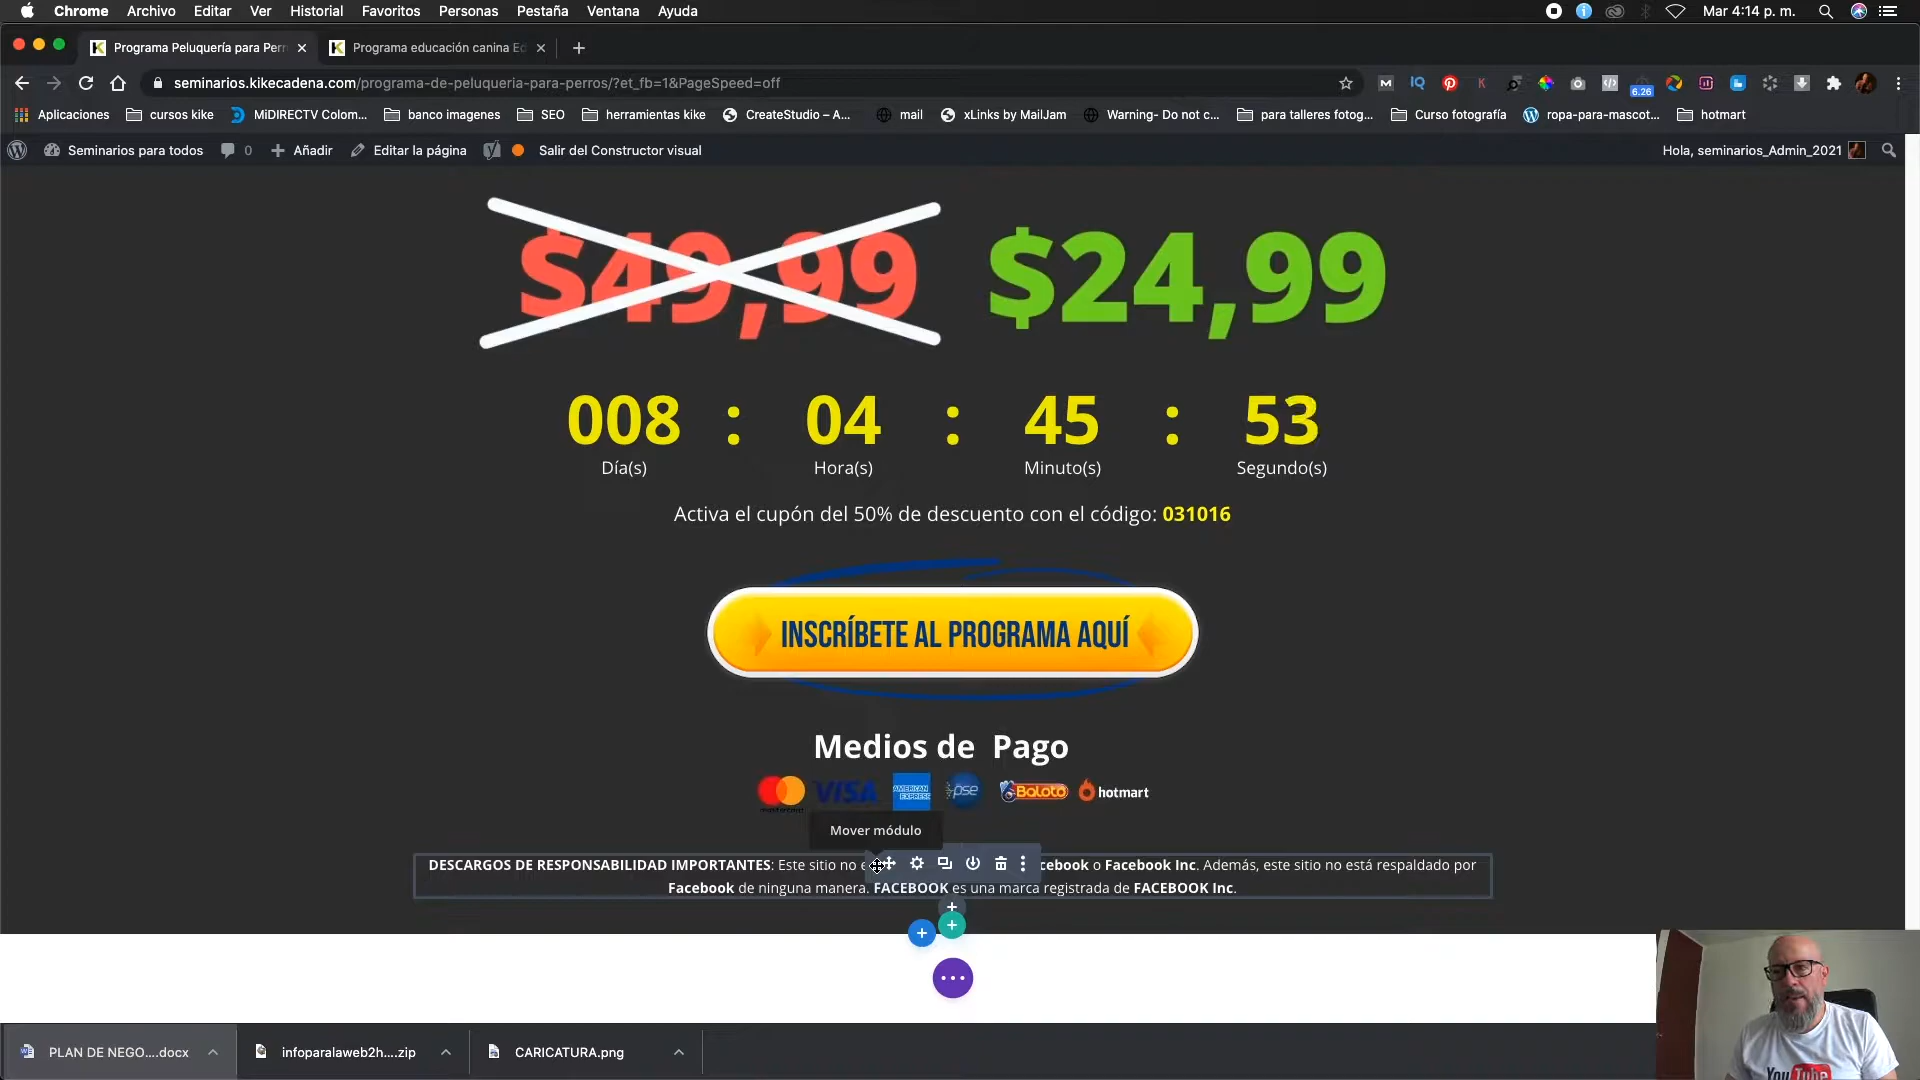 Chrome Archivo Editar Ver Historial Favoritos Personas Pestaña Ventana Ayuda Mar 4:14 p. m.
Programa Peluquería para Perr Programa educación canina Ed
seminarios.kikecadena.com/programa-de-peluqueria-para-perros/?et_fb=1&PageSpeed=off 6.26
Aplicaciones cursos kike MiDIRECTV Colom... banco imagenes SEO herramientas kike CreateStudio – A... mail xLinks by MailJam Warning- Do not c... para talleres fotog... Curso fotografía ropa-para-mascot... hotmart
Seminarios para todos 0 Añadir Editar la página Salir del Constructor visual Hola, seminarios_Admin_2021
$49,99 $24,99
008 : 04 : 45 : 53
Día(s) Hora(s) Minuto(s) Segundo(s)
Activa el cupón del 50% de descuento con el código: 031016
INSCRÍBETE AL PROGRAMA AQUÍ
Medios de Pago
VISA AMERICAN EXPRESS pse Baloto hotmart
Mover módulo
DESCARGOS DE RESPONSABILIDAD IMPORTANTES: Este sitio no cebook o Facebook Inc. Además, este sitio no está respaldado por
Facebook de ninguna manera. FACEBOOK es una marca registrada de FACEBOOK Inc.
PLAN DE NEGO....docx infoparalaweb2h....zip CARICATURA.png
You Tube